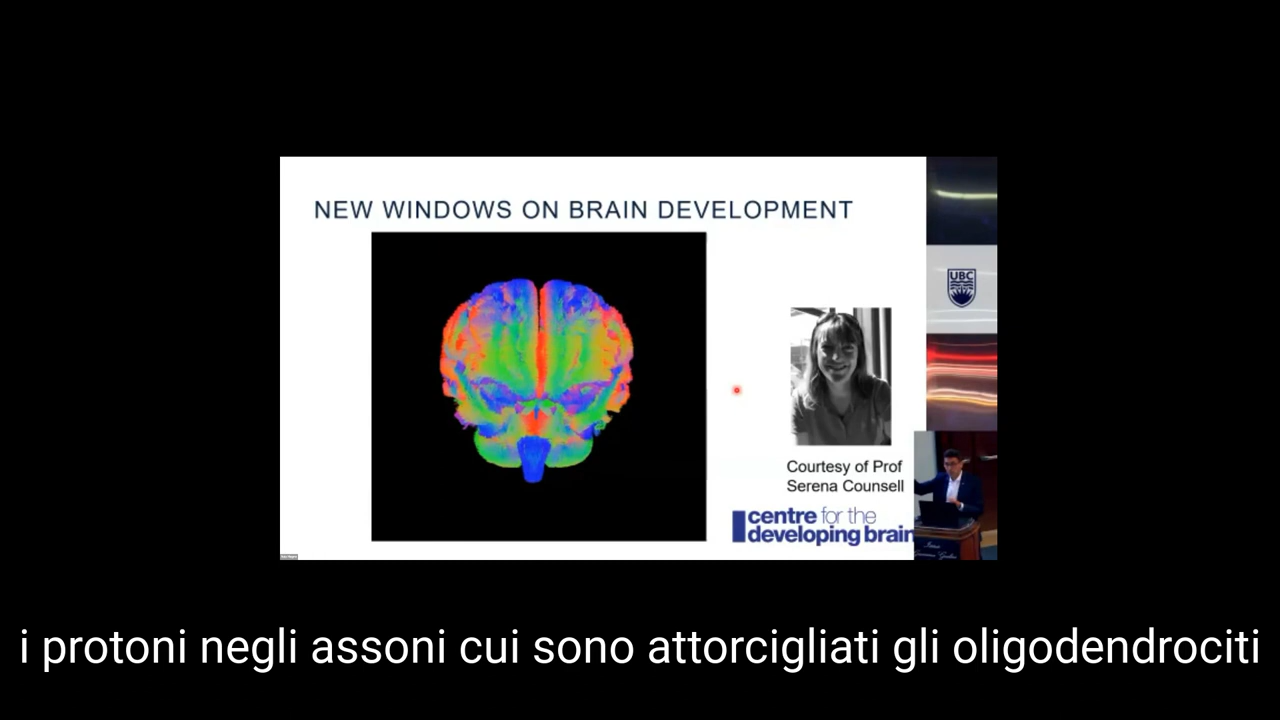 NEW WINDOWS ON BRAIN DEVELOPMENT
UBC
Courtesy of Prof
Serena Counsell
centre for the
developing brain
i protoni negli assoni cui sono attorcigliati gli oligodendrociti